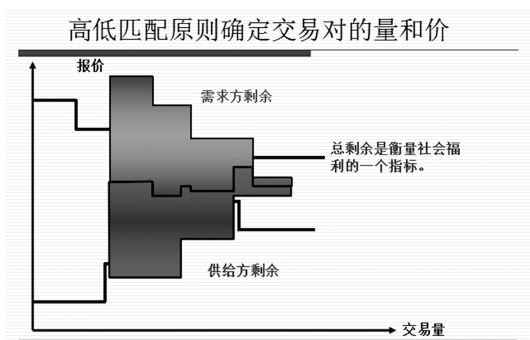 高低匹配原则确定交易对的量和价
报价
需求方剩余
总剩余是衡量社会福
利的一个指标。
供给方剩余
交易量